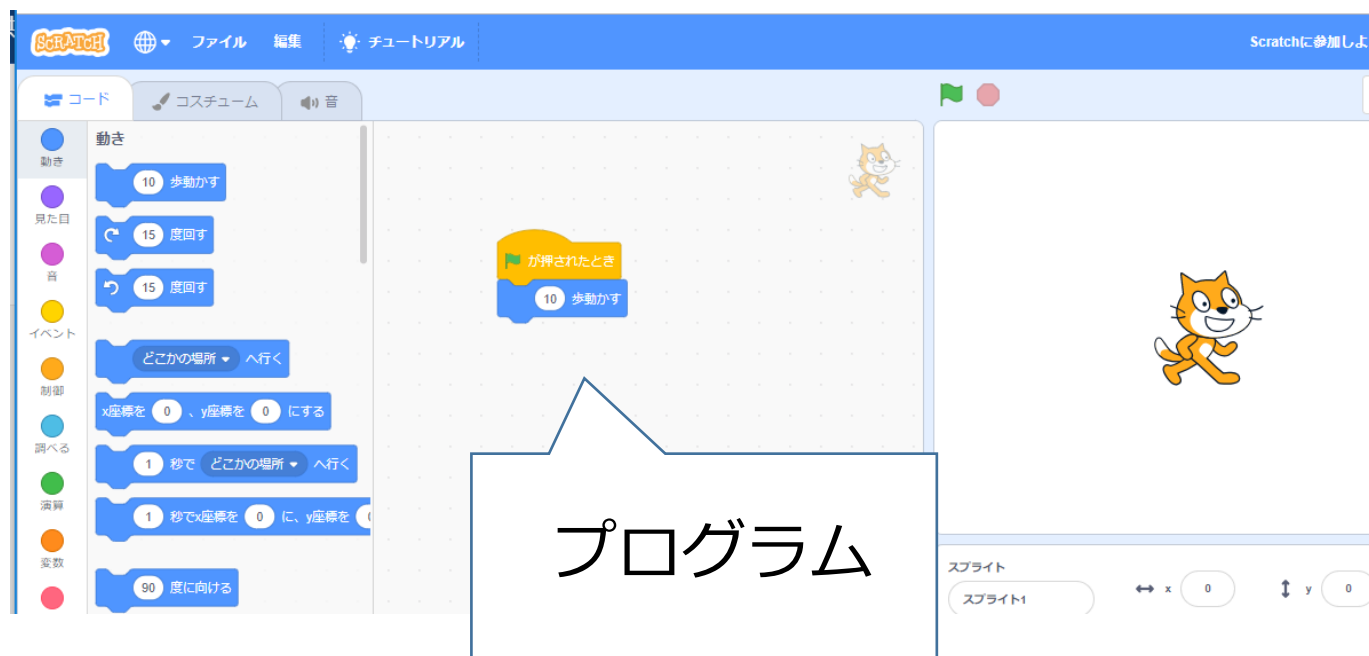 SCRATCH ファイル 編集 チュートリアル Scratchに参加しよ
コード コスチューム 音
動き
見た目
音
イベント
制御
調べる
演算
変数
動き
10 歩動かす
15 度回す
15 度回す
どこかの場所 へ行く
x座標を 0 、y座標を 0 にする
1 秒で どこかの場所 へ行く
1 秒でx座標を 0 に、y座標を
90 度に向ける
が押されたとき
10 歩動かす
プログラム
スプライト
スプライト1 x 0 y 0